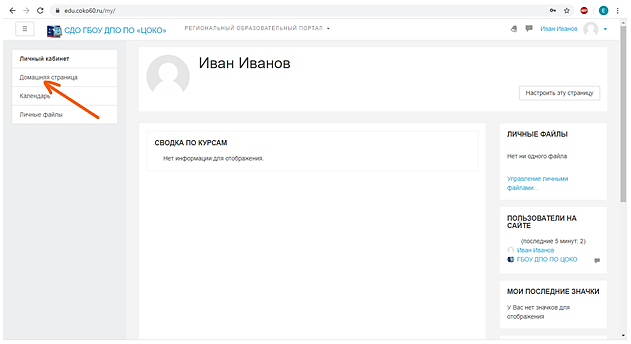 edu.coko60.ru/my/
E
СДО ГБОУ ДПО ПО «ЦОКО»
РЕГИОНАЛЬНЫЙ ОБРАЗОВАТЕЛЬНЫЙ ПОРТАЛ
Иван Иванов
Личный кабинет
Домашняя страница
Календарь
Личные файлы
Иван Иванов
Настроить эту страницу
СВОДКА ПО КУРСАМ
Нет информации для отображения.
ЛИЧНЫЕ ФАЙЛЫ
Нет ни одного файла
Управление личными
файлами...
ПОЛЬЗОВАТЕЛИ НА
САЙТЕ
(последние 5 минут: 2)
Иван Иванов
ГБОУ ДПО ПО ЦОКО
МОИ ПОСЛЕДНИЕ ЗНАЧКИ
У Вас нет значков для
отображения